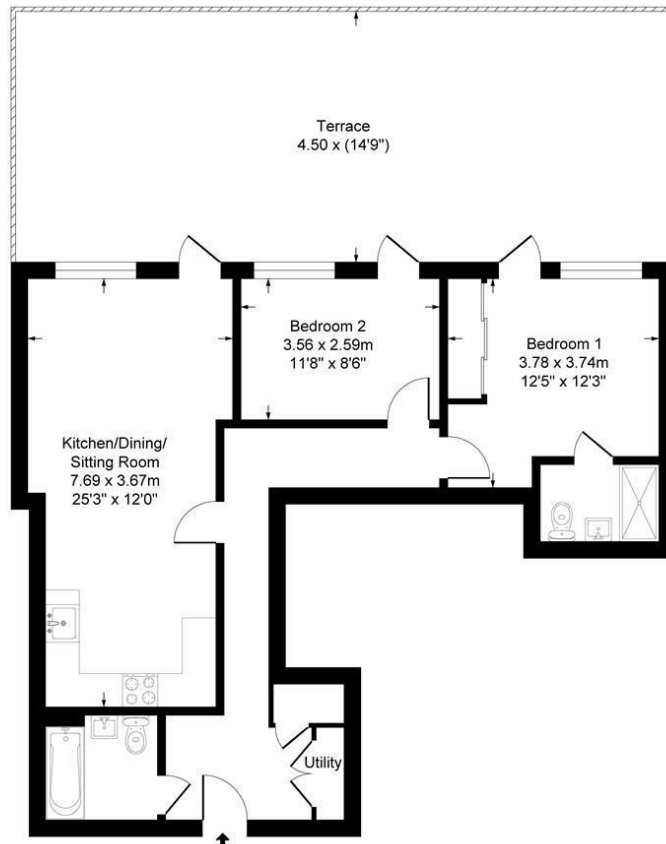 Terrace
4.50 x (14'9")
Bedroom 2
3.56 x 2.59m
11'8" x 8'6"
Bedroom 1
3.78 x 3.74m
12'5" x 12'3"
Kitchen/Dining/
Sitting Room
7.69 x 3.67m
25'3" x 12'0"
Utility